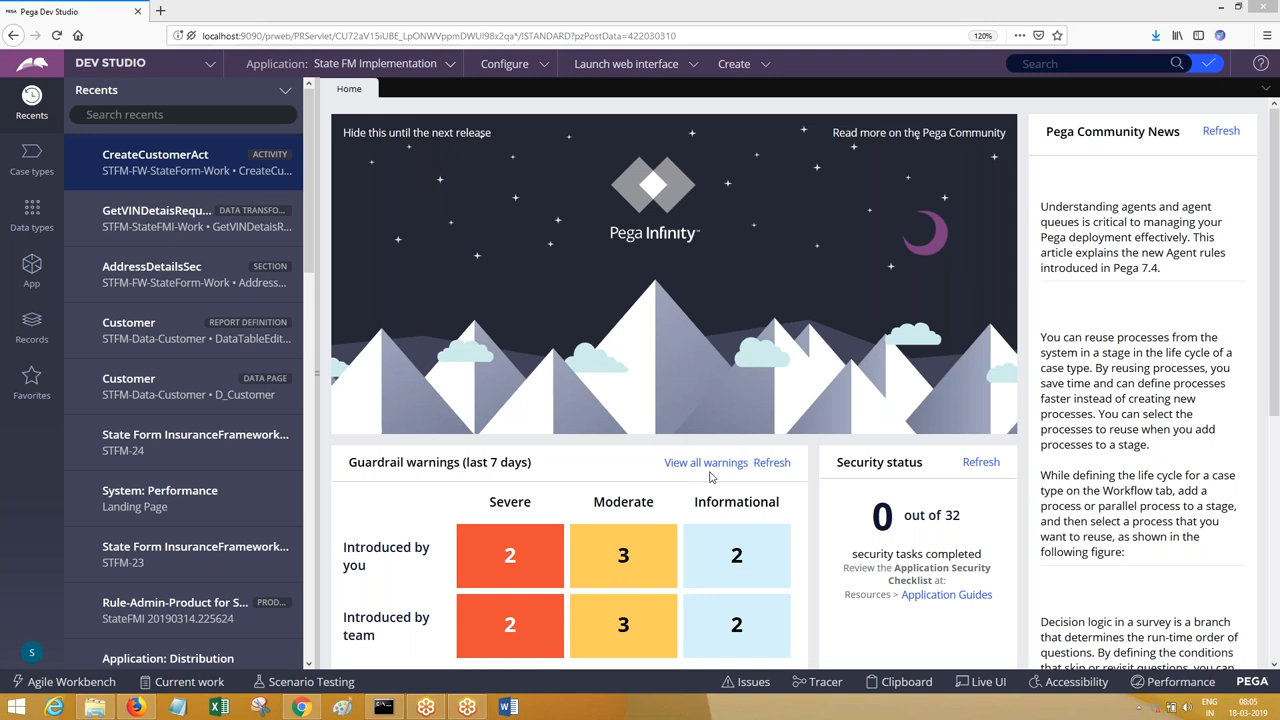 Pega Dev Studio
localhost:9090/prweb/PRServlet/CU72aV15iUBE_LpONWVppmDWUI98x2qa*/!STANDARD?pzPostData=422030310
120%
DEV STUDIO
Application: State FM Implementation
Configure
Launch web interface
Create
Search
Recents
Recents
Search recents
Home
Case types
Data types
App
Records
Favorites
S
CreateCustomerAct ACTIVITY
STFM-FW-StateForm-Work • CreateCu...
GetVINDetaisRequ... DATA TRANSFO...
STFM-StateFMI-Work • GetVINDetaisR...
AddressDetailsSec SECTION
STFM-FW-StateForm-Work • Address...
Customer REPORT DEFINITION
STFM-Data-Customer • DataTableEdit...
Customer DATA PAGE
STFM-Data-Customer • D_Customer
State Form InsuranceFramework...
STFM-24
System: Performance
Landing Page
State Form InsuranceFramework...
STFM-23
Rule-Admin-Product for S... PROD...
StateFMI 20190314.225624
Application: Distribution
Hide this until the next release
Read more on the Pega Community
Pega Infinity™
Guardrail warnings (last 7 days)
View all warnings Refresh
Severe Moderate Informational
Introduced by you 2 3 2
Introduced by team 2 3 2
Security status
Refresh
0 out of 32
security tasks completed
Review the Application Security
Checklist at:
Resources > Application Guides
Pega Community News
Refresh
Understanding agents and agent
queues is critical to managing your
Pega deployment effectively. This
article explains the new Agent rules
introduced in Pega 7.4.
You can reuse processes from the
system in a stage in the life cycle of a
case type. By reusing processes, you
save time and can define processes
faster instead of creating new
processes. You can select the
processes to reuse when you add
processes to a stage.
While defining the life cycle for a case
type on the Workflow tab, add a
process or parallel process to a stage,
and then select a process that you
want to reuse, as shown in the
following figure:
Decision logic in a survey is a branch
that determines the run-time order of
questions. By defining the conditions
that skip or revisit questions, you can
Agile Workbench
Current work
Scenario Testing
Issues
Tracer
Clipboard
Live UI
Accessibility
Performance
PEGA
ENG
IN
08:05
18-03-2019